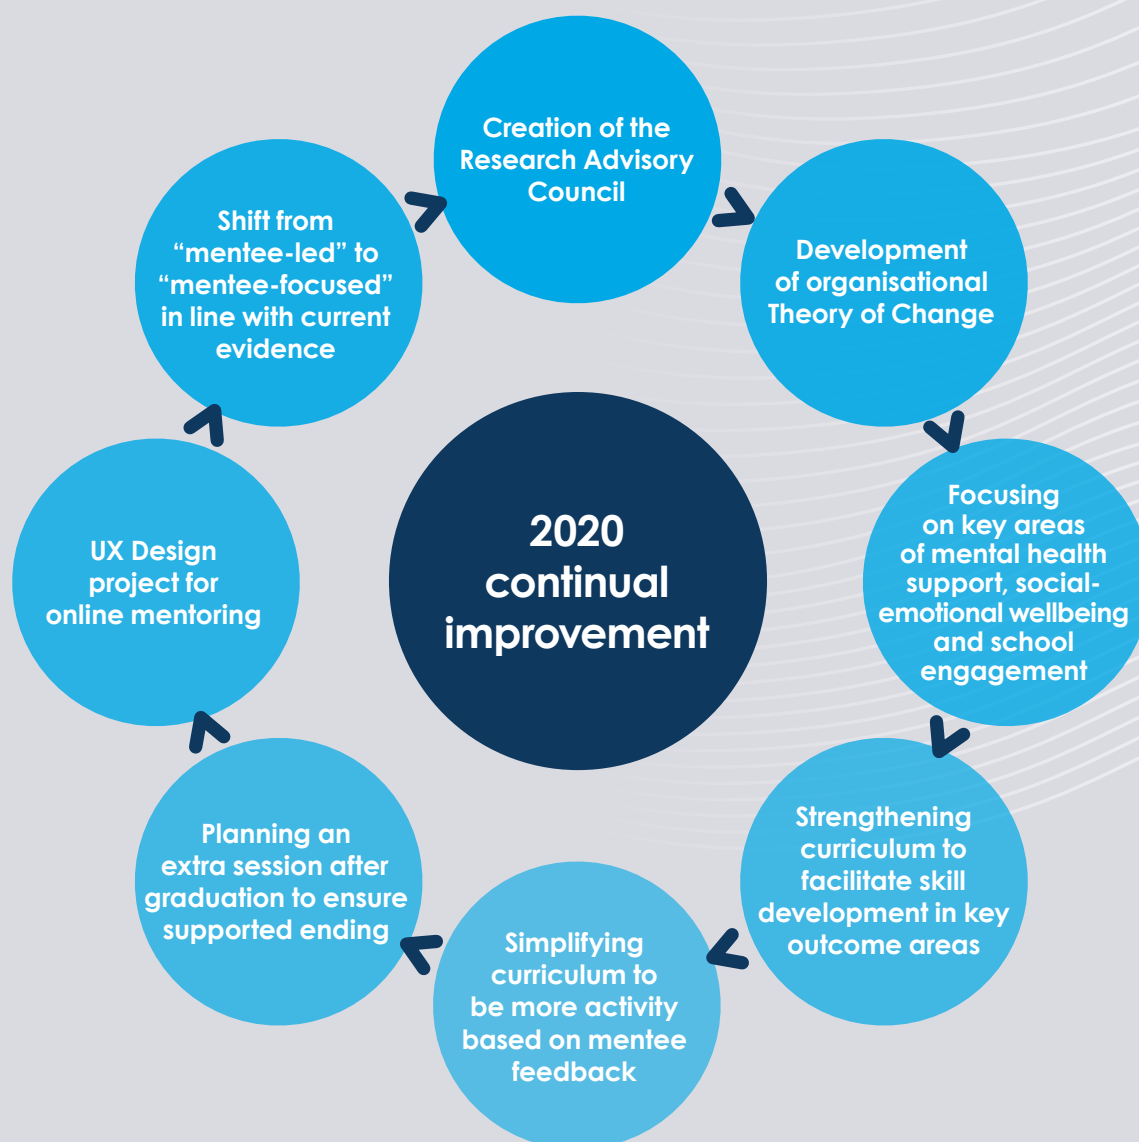 Creation of the
Research Advisory
Council
Development
of organisational
Theory of Change
Focusing
on key areas
of mental health
support, social-
emotional wellbeing
and school
engagement
Strengthening
curriculum to
facilitate skill
development in key
outcome areas
Simplifying
curriculum to
be more activity
based on mentee
feedback
Planning an
extra session after
graduation to ensure
supported ending
UX Design
project for
online mentoring
Shift from
“mentee-led” to
“mentee-focused”
in line with current
evidence
2020
continual
improvement